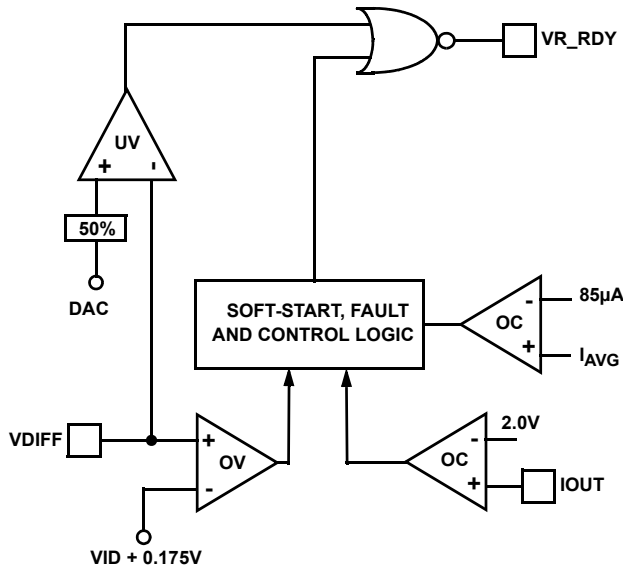 VR_RDY
UV
+ -
50%
DAC
SOFT-START, FAULT
AND CONTROL LOGIC
- 85µA
OC
+ IAVG
VDIFF
+
OV
-
VID + 0.175V
- 2.0V
OC
+ IOUT